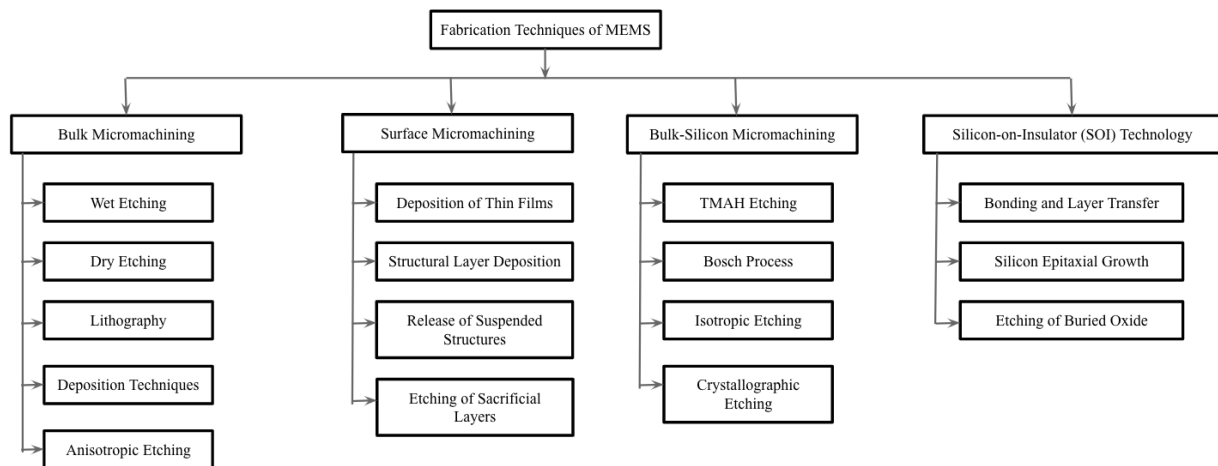 Fabrication Techniques of MEMS
Bulk Micromachining
Wet Etching
Dry Etching
Lithography
Deposition Techniques
Anisotropic Etching
Surface Micromachining
Deposition of Thin Films
Structural Layer Deposition
Release of Suspended
Structures
Etching of Sacrificial
Layers
Bulk-Silicon Micromachining
TMAH Etching
Bosch Process
Isotropic Etching
Crystallographic
Etching
Silicon-on-Insulator (SOI) Technology
Bonding and Layer Transfer
Silicon Epitaxial Growth
Etching of Buried Oxide